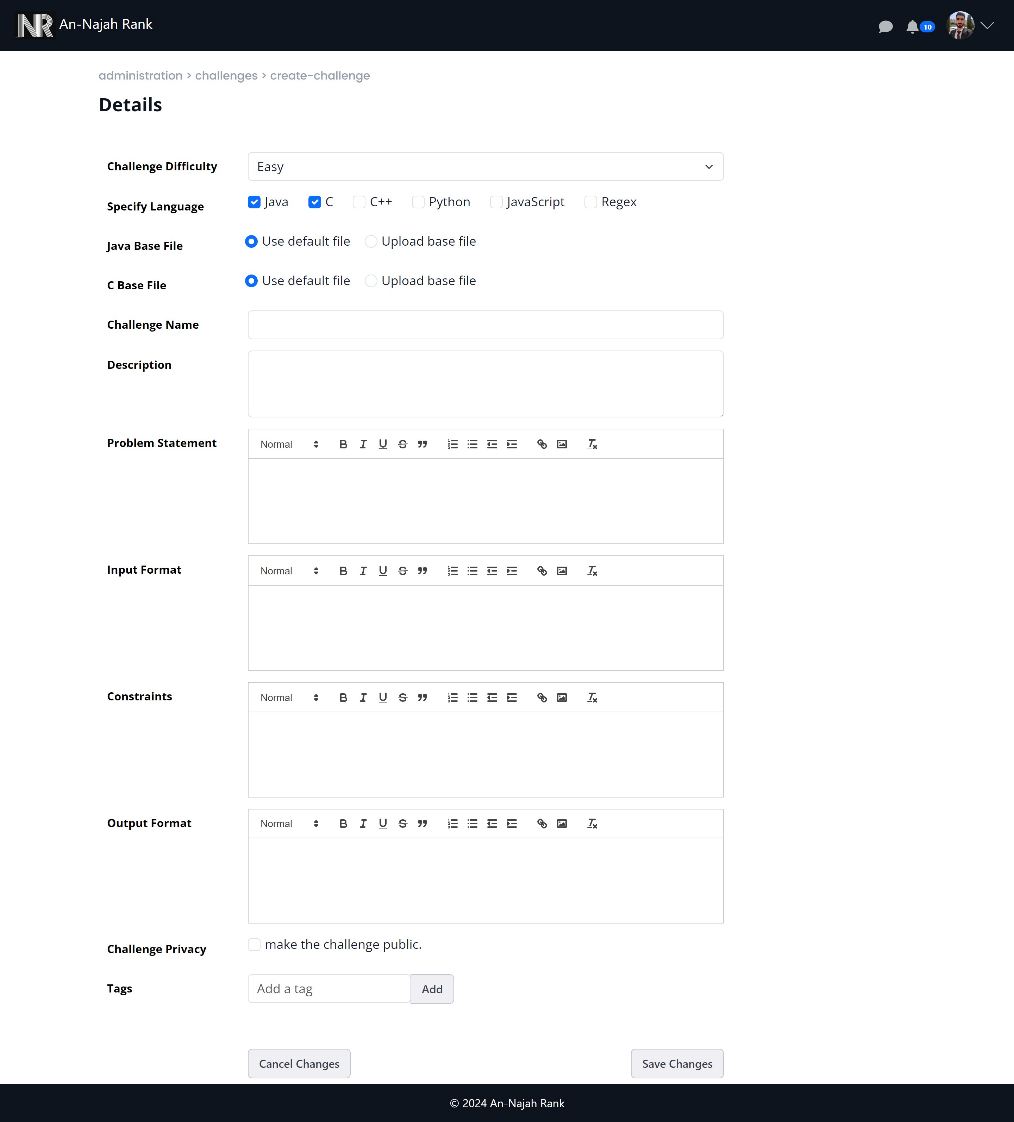 NR An-Najah Rank
10
administration > challenges > create-challenge
Details
Challenge Difficulty Easy
Specify Language Java C C++ Python JavaScript Regex
Java Base File Use default file Upload base file
C Base File Use default file Upload base file
Challenge Name
Description
Problem Statement Normal B I U S
Input Format Normal B I U S
Constraints Normal B I U S
Output Format Normal B I U S
Challenge Privacy make the challenge public.
Tags Add a tag Add
Cancel Changes Save Changes
© 2024 An-Najah Rank